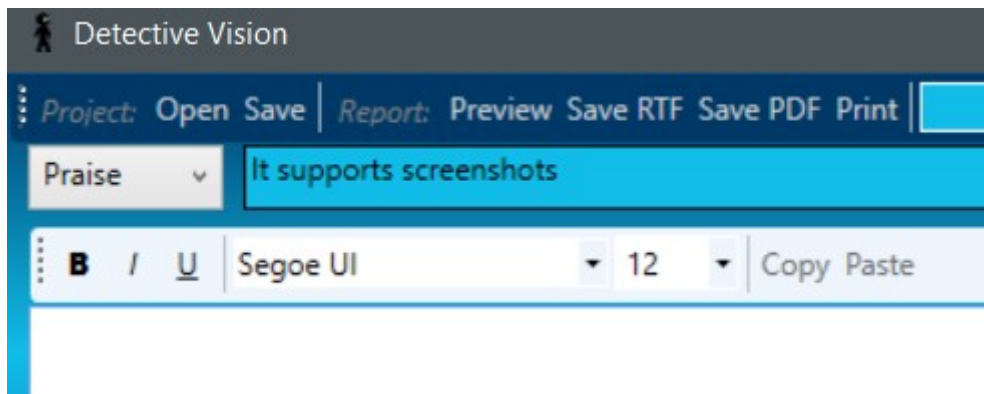 Detective Vision
Project: Open Save Report: Preview Save RTF Save PDF Print
Praise It supports screenshots
B I U Segoe UI 12 Copy Paste